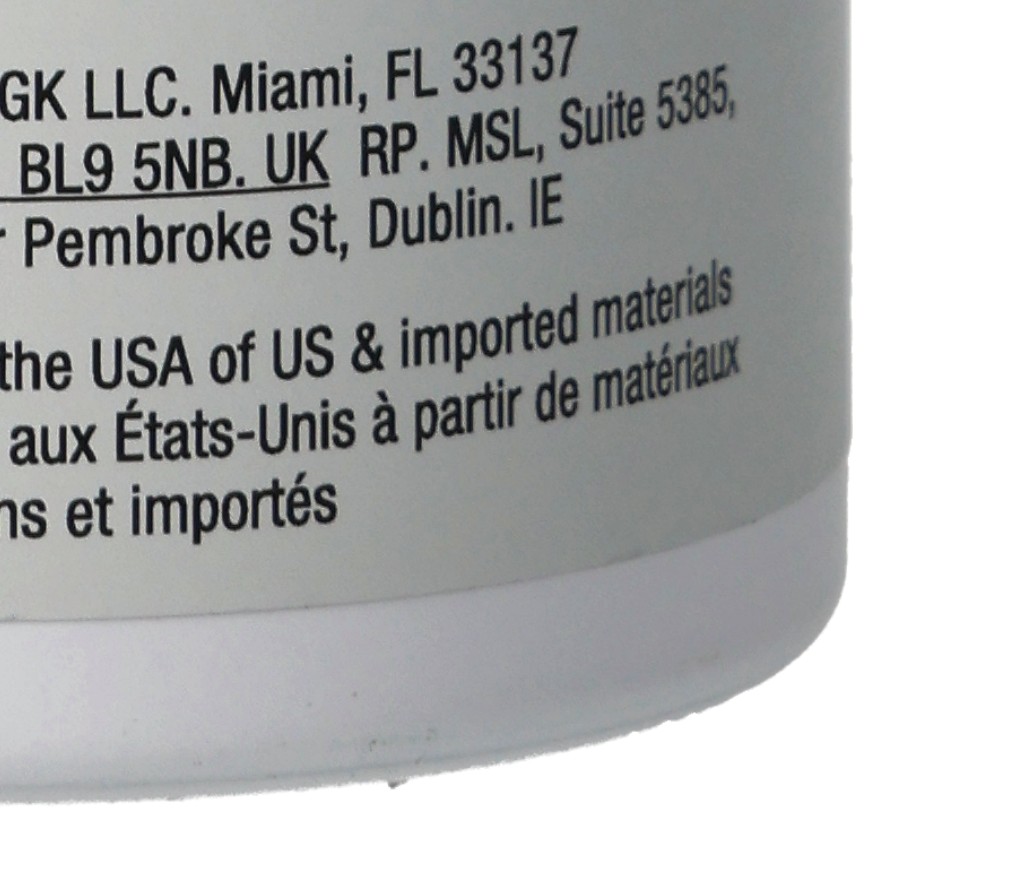 GK LLC. Miami, FL 33137
BL9 5NB. UK RP. MSL, Suite 5385,
Pembroke St, Dublin. IE
the USA of US & imported materials
aux États-Unis à partir de matériaux
ns et importés